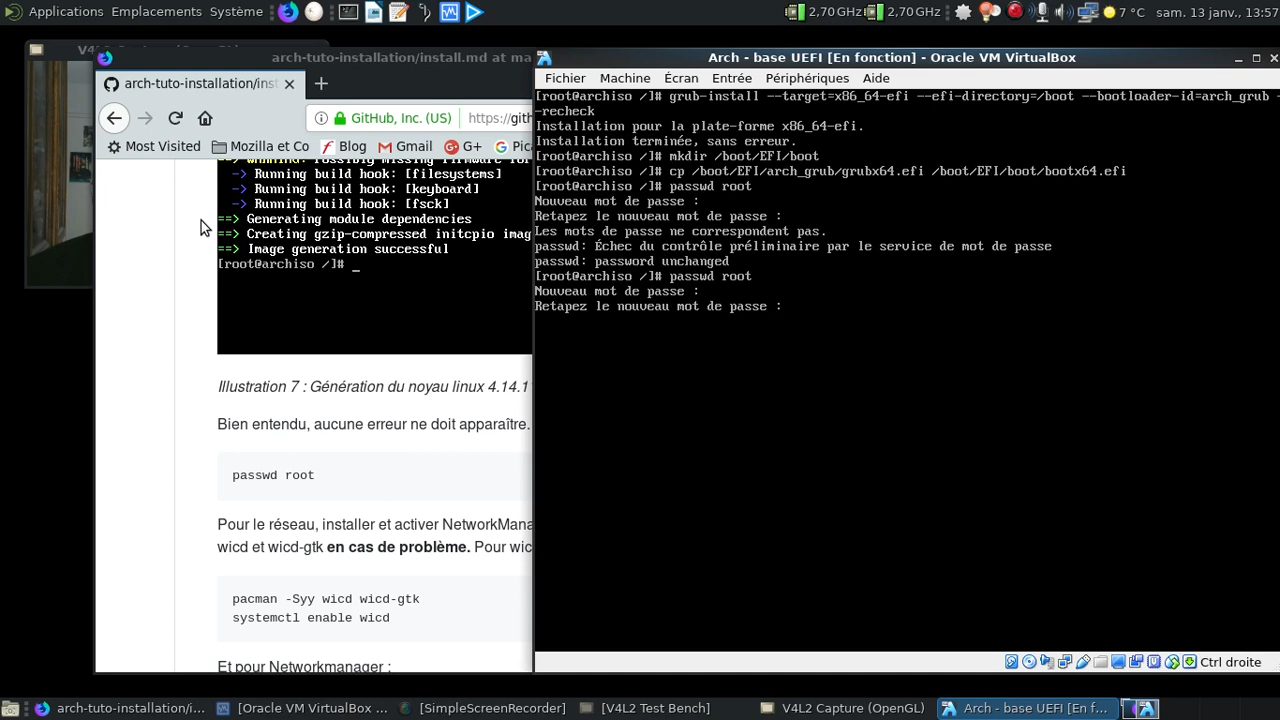 Applications Emplacements Système 2,70 GHz 2,70 GHz 7 °C sam. 13 janv., 13:57
arch-tuto-installation/install.md at ma
arch-tuto-installation/inst
GitHub, Inc. (US) https://gith
Most Visited Mozilla et Co Blog Gmail G+ Pica
-> Running build hook: [filesystems]
-> Running build hook: [keyboard]
-> Running build hook: [fsck]
==> Generating module dependencies
==> Creating gzip-compressed initcpio imag
==> Image generation successful
[root@archiso /]# _
Illustration 7 : Génération du noyau linux 4.14.1
Bien entendu, aucune erreur ne doit apparaître.
passwd root
Pour le réseau, installer et activer NetworkMana
wicd et wicd-gtk en cas de problème. Pour wic
pacman -Syy wicd wicd-gtk
systemctl enable wicd
Et pour Networkmanager :
Arch - base UEFI [En fonction] - Oracle VM VirtualBox
Fichier Machine Écran Entrée Périphériques Aide
[root@archiso /]# grub-install --target=x86_64-efi --efi-directory=/boot --bootloader-id=arch_grub -
-recheck
Installation pour la plate-forme x86_64-efi.
Installation terminée, sans erreur.
[root@archiso /]# mkdir /boot/EFI/boot
[root@archiso /]# cp /boot/EFI/arch_grub/grubx64.efi /boot/EFI/boot/bootx64.efi
[root@archiso /]# passwd root
Nouveau mot de passe :
Retapez le nouveau mot de passe :
Les mots de passe ne correspondent pas.
passwd: Échec du contrôle préliminaire par le service de mot de passe
passwd: password unchanged
[root@archiso /]# passwd root
Nouveau mot de passe :
Retapez le nouveau mot de passe :
Ctrl droite
arch-tuto-installation/i... [Oracle VM VirtualBox ... [SimpleScreenRecorder] [V4L2 Test Bench] V4L2 Capture (OpenGL) Arch - base UEFI [En f...